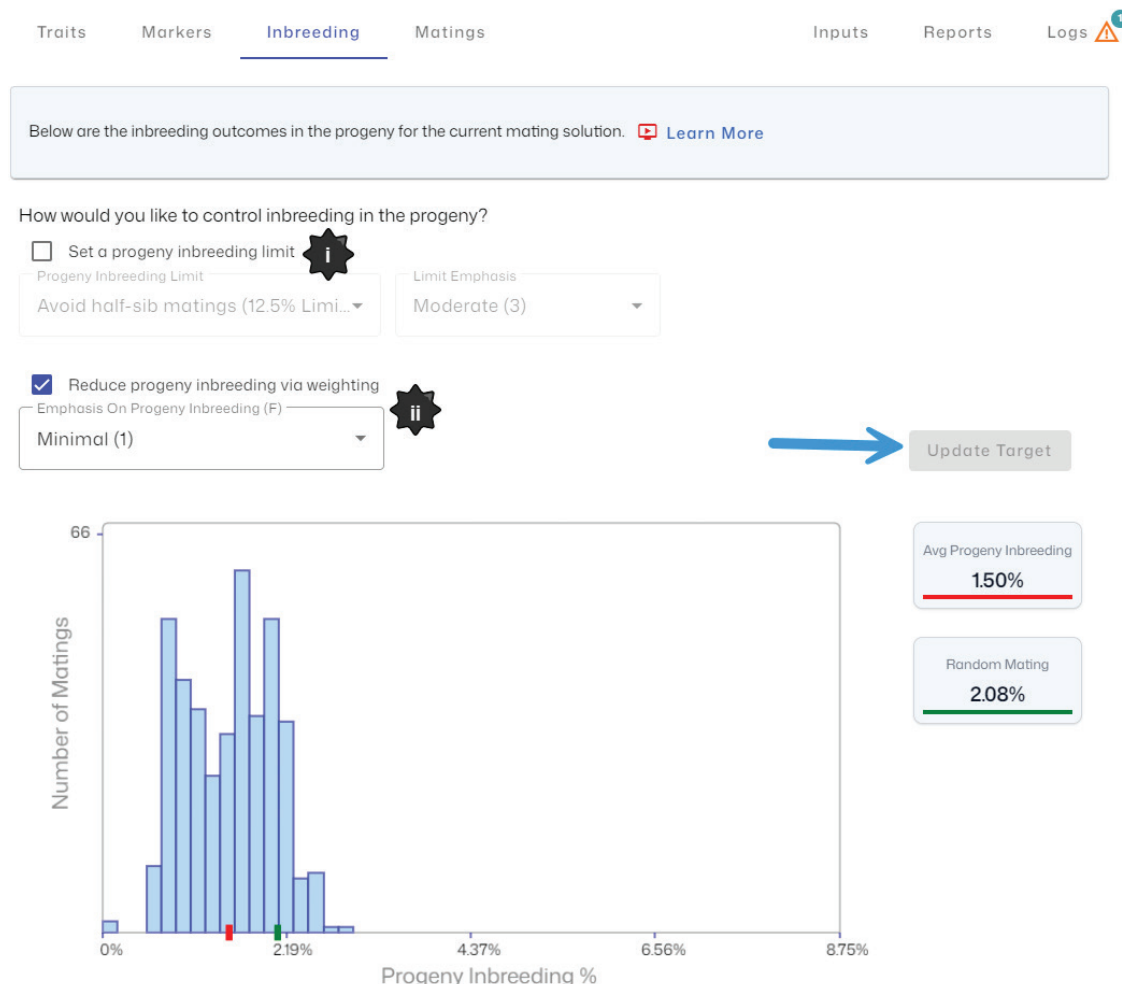 Traits Markers Inbreeding Matings Inputs Reports Logs
Below are the inbreeding outcomes in the progeny for the current mating solution. Learn More
How would you like to control inbreeding in the progeny?
Set a progeny inbreeding limit i
Progeny Inbreeding Limit Limit Emphasis
Avoid half-sib matings (12.5% Limi... Moderate (3)
Reduce progeny inbreeding via weighting
Emphasis On Progeny Inbreeding (F) ii
Minimal (1)
Update Target
66
Number of Matings
Avg Progeny Inbreeding
1.50%
Random Mating
2.08%
0% 2.19% 4.37% 6.56% 8.75%
Progeny Inbreeding %